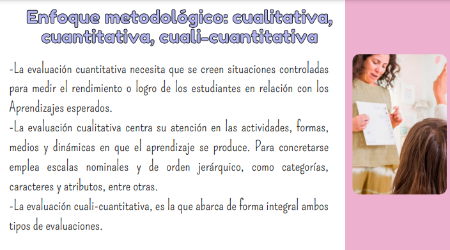 Enfoque metodológico: cualitativa,
cuantitativa, cuali-cuantitativa
-La evaluación cuantitativa necesita que se creen situaciones controladas
para medir el rendimiento o logro de los estudiantes en relación con los
Aprendizajes esperados.
-La evaluación cualitativa centra su atención en las actividades, formas,
medios y dinámicas en que el aprendizaje se produce. Para concretarse
emplea escalas nominales y de orden jerárquico, como categorías,
caracteres y atributos, entre otras.
-La evaluación cuali-cuantitativa, es la que abarca de forma integral ambos
tipos de evaluaciones.